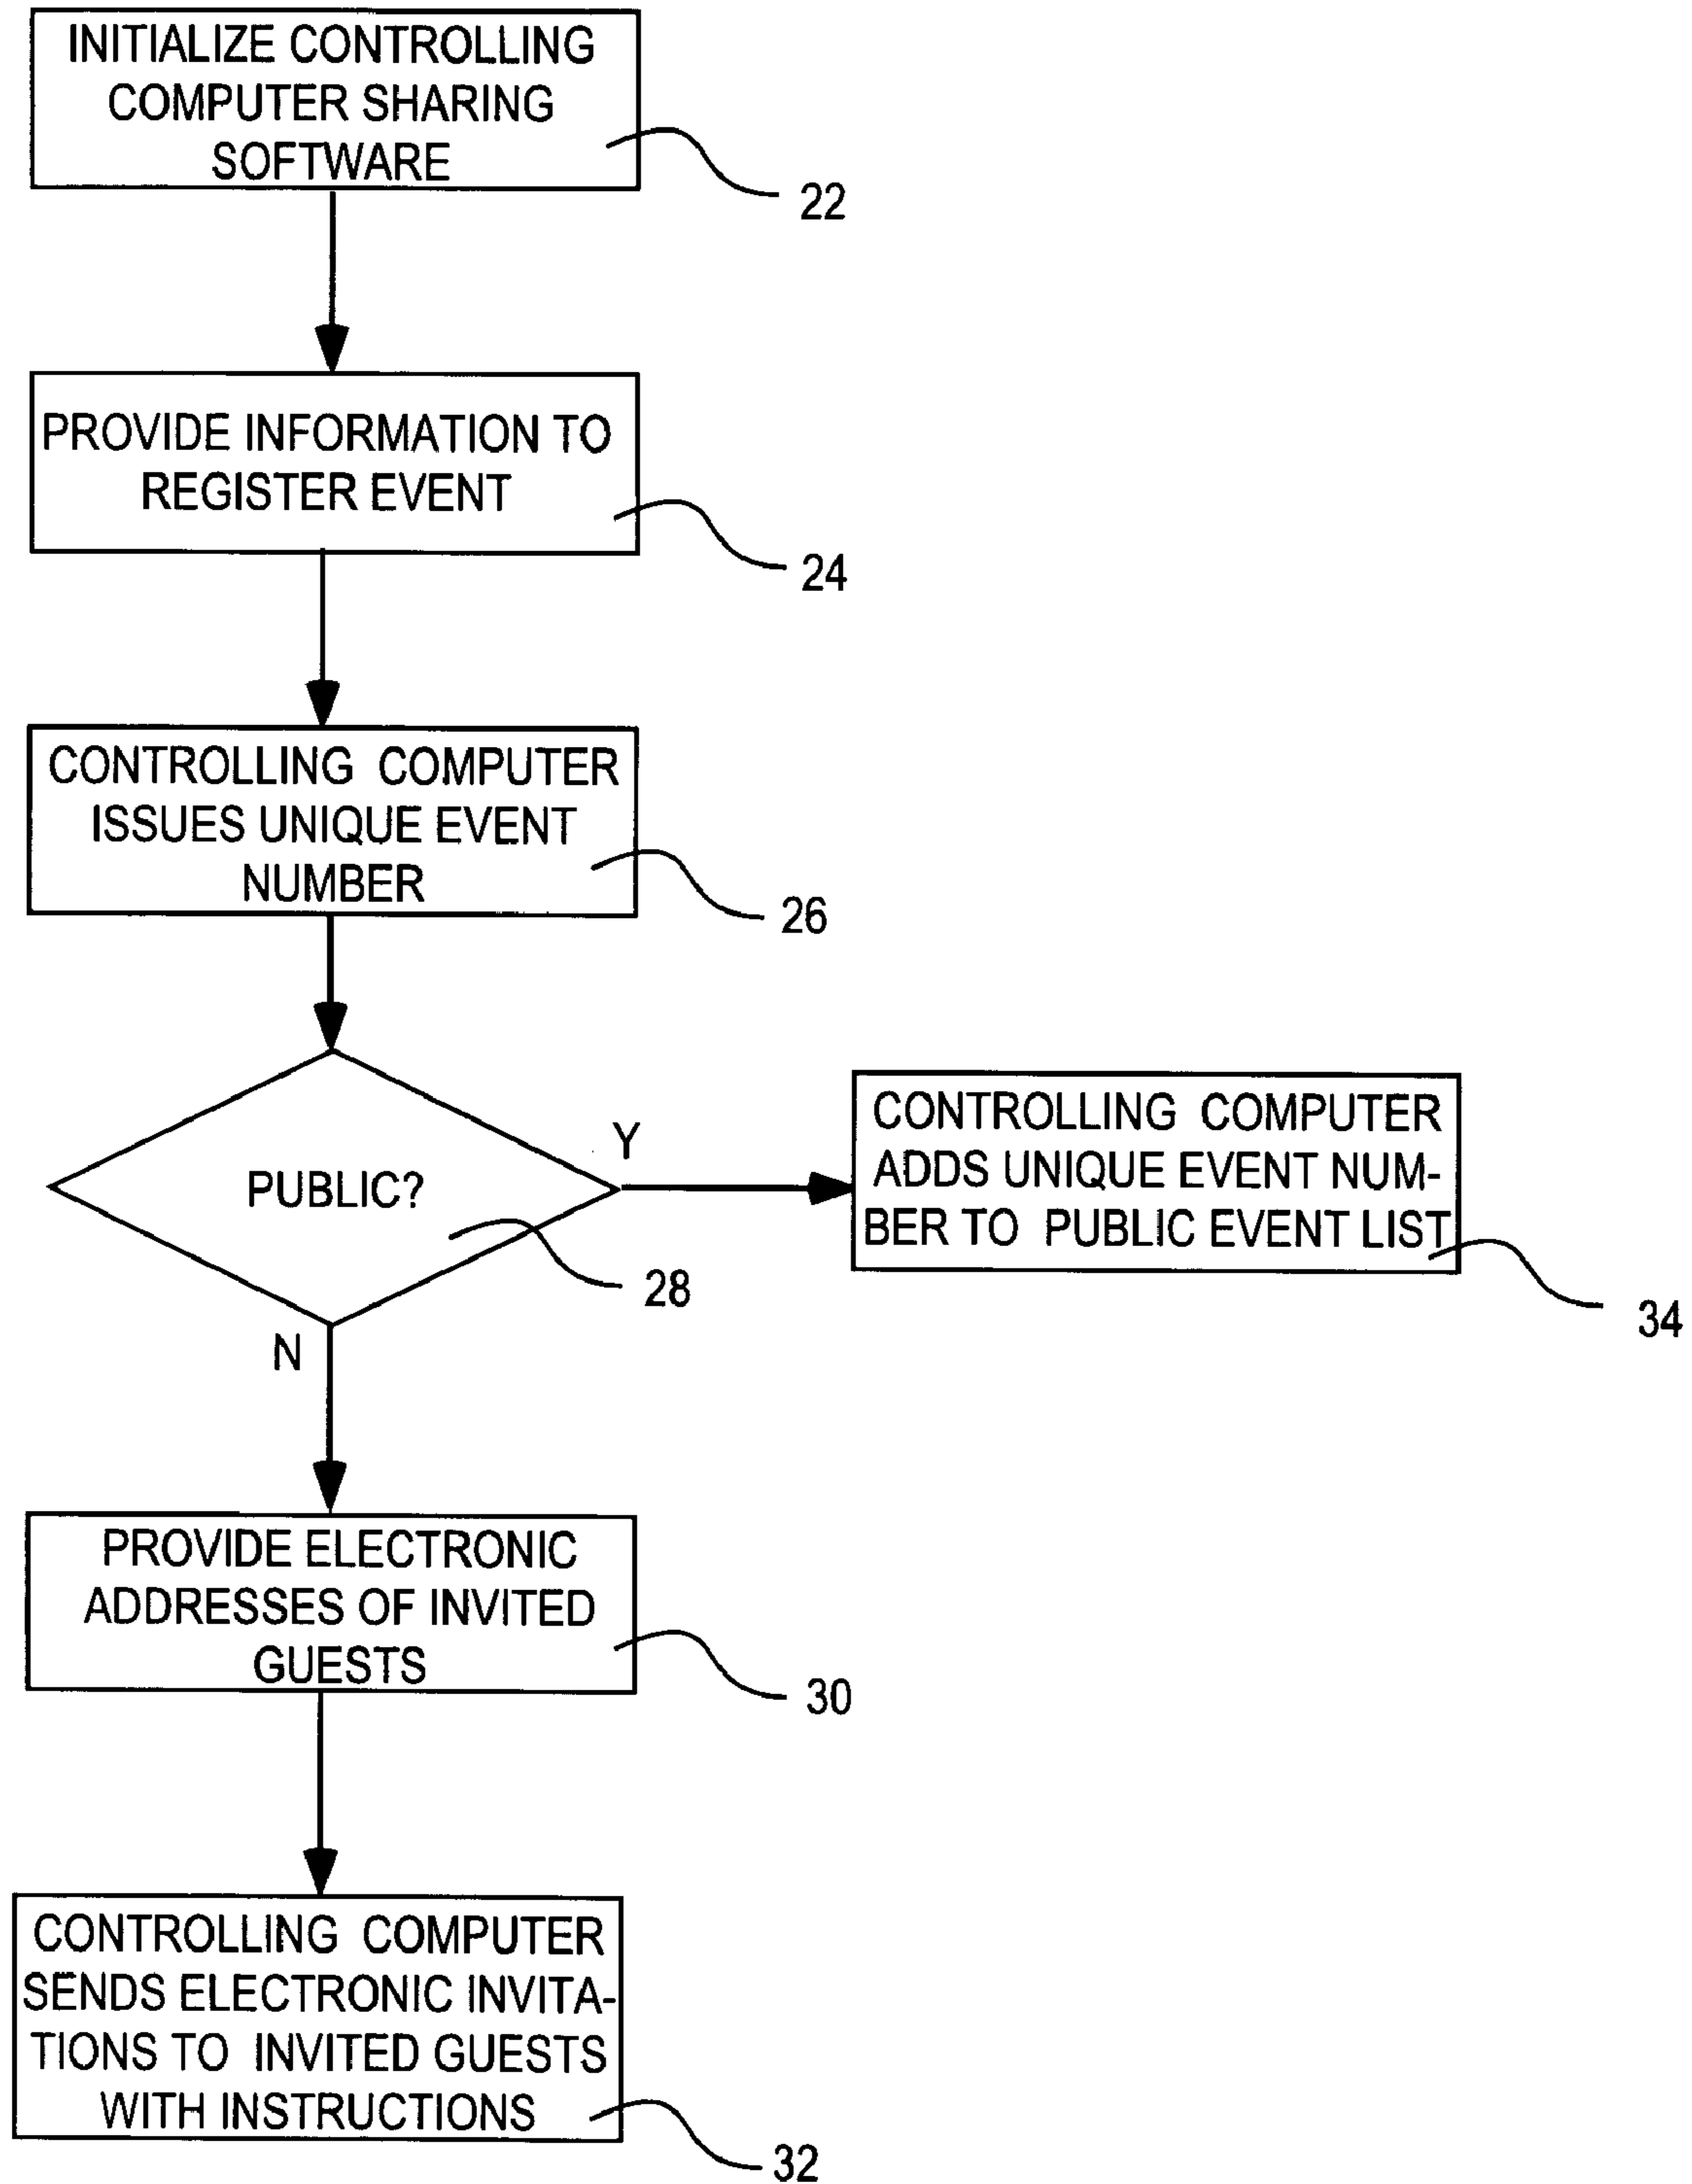 INITIALIZE CONTROLLING
COMPUTER SHARING
SOFTWARE
22
PROVIDE INFORMATION TO
REGISTER EVENT
24
CONTROLLING COMPUTER
ISSUES UNIQUE EVENT
NUMBER
26
PUBLIC?
Y
28
N
CONTROLLING COMPUTER
ADDS UNIQUE EVENT NUM-
BER TO PUBLIC EVENT LIST
34
PROVIDE ELECTRONIC
ADDRESSES OF INVITED
GUESTS
30
CONTROLLING COMPUTER
SENDS ELECTRONIC INVITA-
TIONS TO INVITED GUESTS
WITH INSTRUCTIONS
32